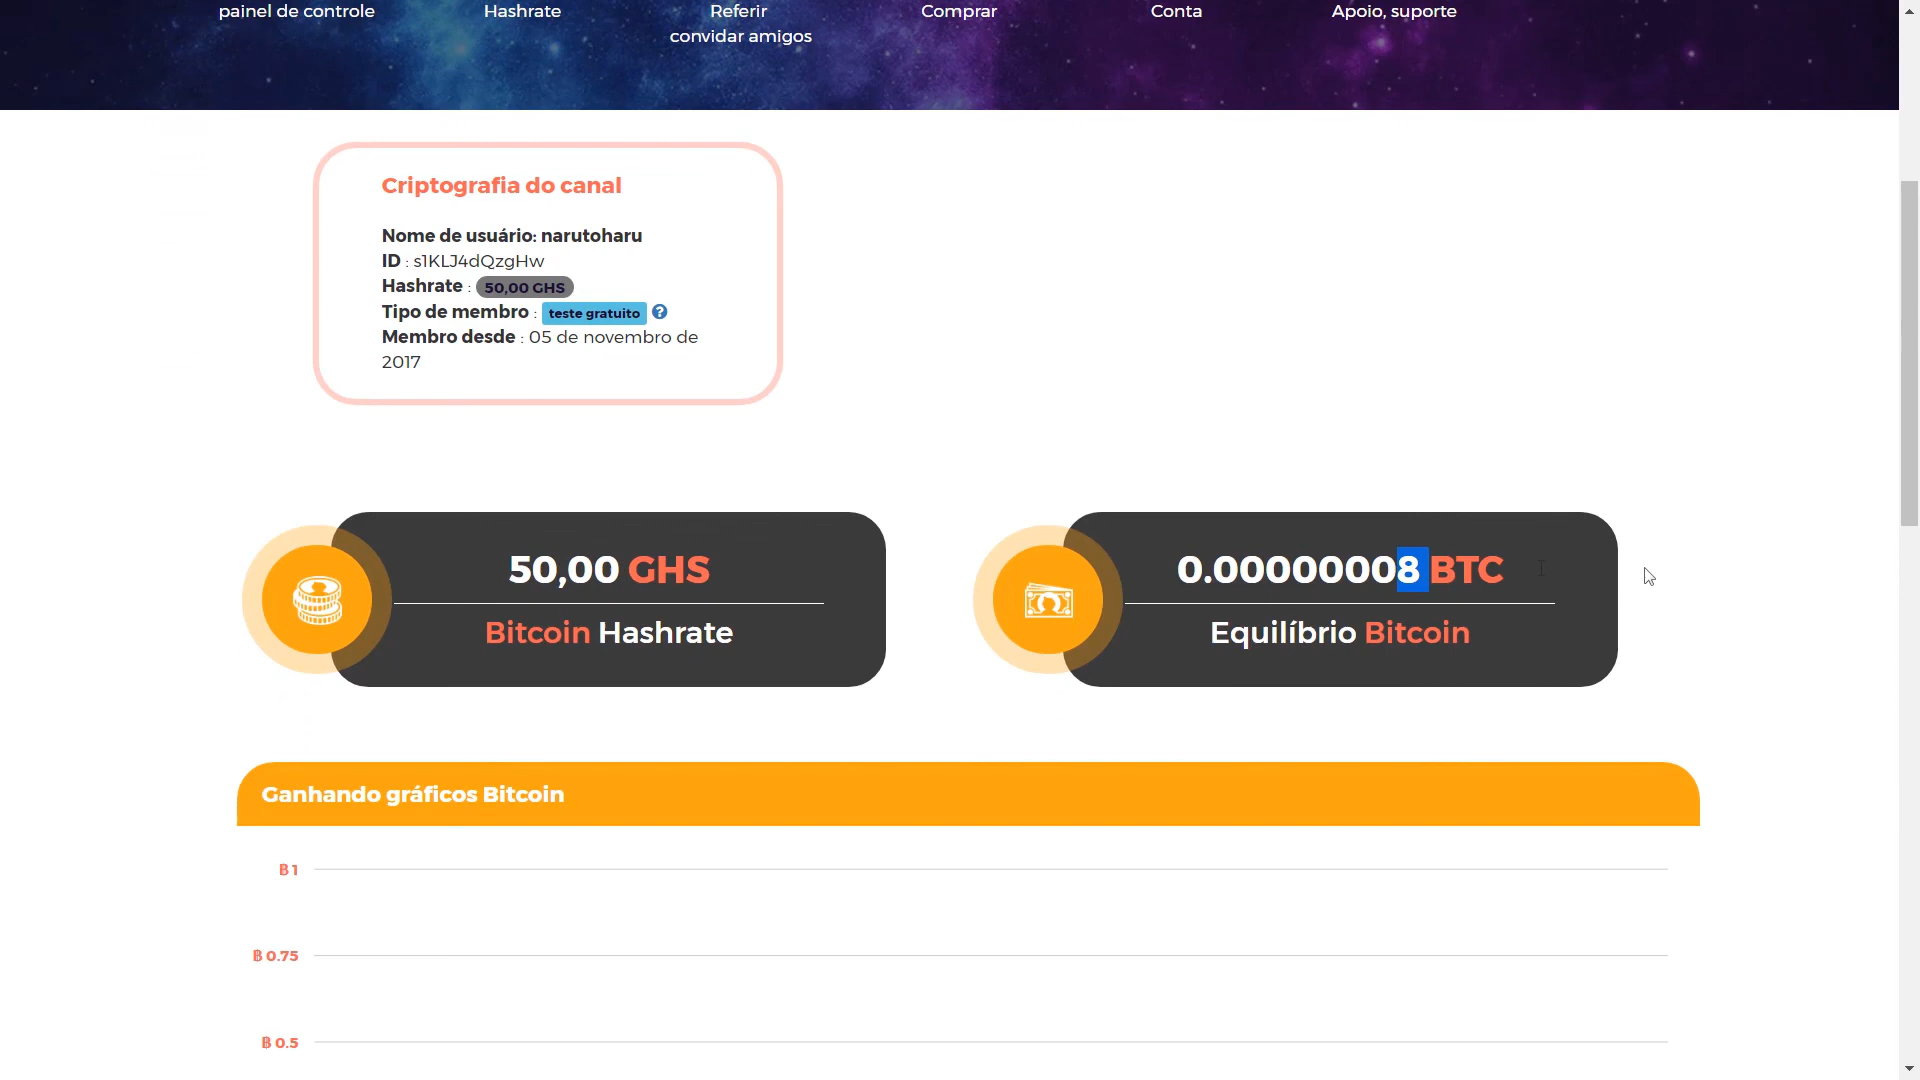 painel de controle
Hashrate
Referir
convidar amigos
Comprar
Conta
Apoio, suporte
Criptografia do canal
Nome de usuário: narutoharu
ID : s1KLJ4dQzgHw
Hashrate : 50,00 GHS
Tipo de membro : teste gratuito ?
Membro desde : 05 de novembro de
2017
50,00 GHS
Bitcoin Hashrate
0.000000008 BTC
Equilíbrio Bitcoin
Ganhando gráficos Bitcoin
฿ 1
฿ 0.75
฿ 0.5